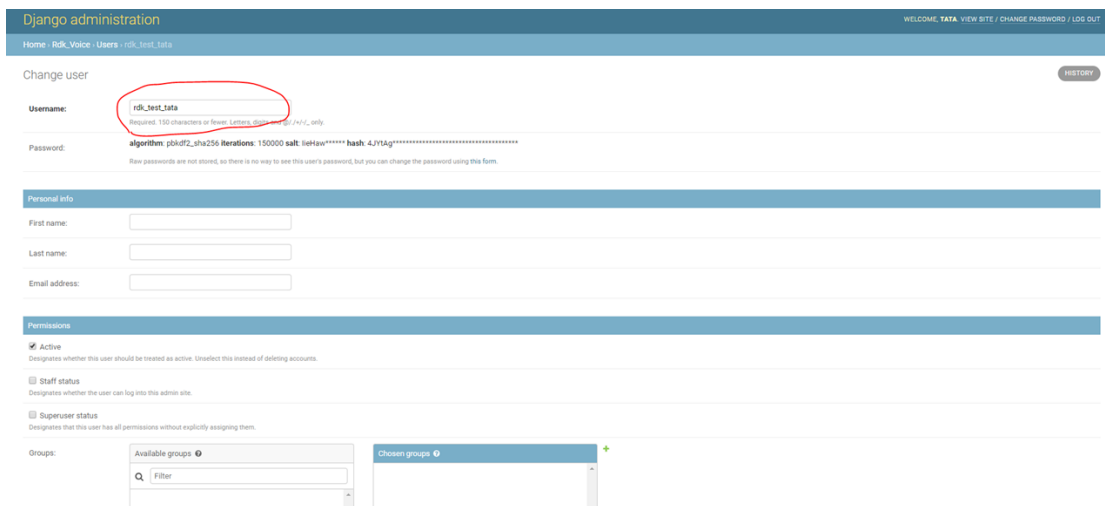 Django administration
WELCOME, TATA. VIEW SITE / CHANGE PASSWORD / LOG OUT
Home › Rdk_Voice › Users › rdk_test_tata
Change user
HISTORY
Username:
rdk_test_tata
Required. 150 characters or fewer. Letters, digits and @/./+/-/_ only.
Password:
algorithm: pbkdf2_sha256 iterations: 150000 salt: IieHaw****** hash: 4JYtAg**************************************
Raw passwords are not stored, so there is no way to see this user's password, but you can change the password using this form.
Personal info
First name:
Last name:
Email address:
Permissions
Active
Designates whether this user should be treated as active. Unselect this instead of deleting accounts.
Staff status
Designates whether the user can log into this admin site.
Superuser status
Designates that this user has all permissions without explicitly assigning them.
Groups:
Available groups
Chosen groups
Filter